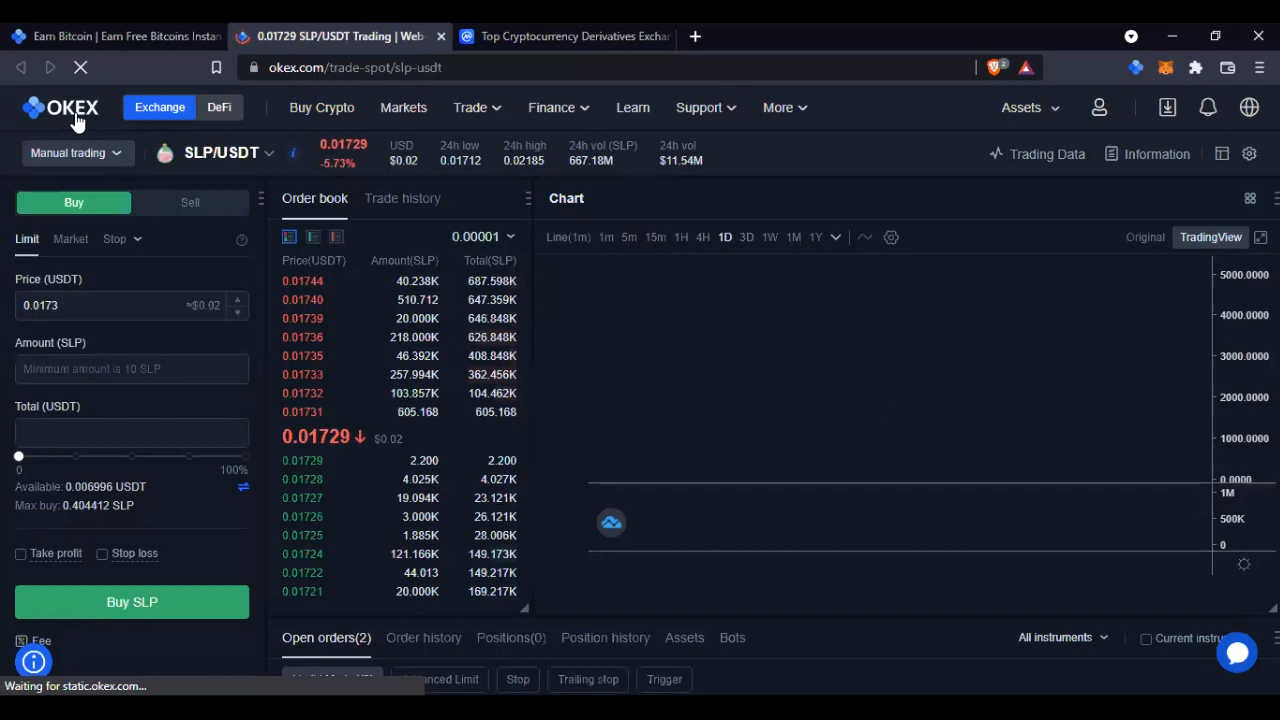 Earn Bitcoin | Earn Free Bitcoins Instan
0.01729 SLP/USDT Trading | Web-
Top Cryptocurrency Derivatives Exchan
okex.com/trade-spot/slp-usdt
2
OKEX
Exchange
DeFi
Buy Crypto
Markets
Trade
Finance
Learn
Support
More
Assets
Manual trading
SLP/USDT
i
0.01729
-5.73%
USD
$0.02
24h low
0.01712
24h high
0.02185
24h vol (SLP)
667.18M
24h vol
$11.54M
Trading Data
Information
Buy
Sell
Limit
Market
Stop
Price (USDT)
0.0173
≈$0.02
Amount (SLP)
Minimum amount is 10 SLP
Total (USDT)
0
100%
Available: 0.006996 USDT
Max buy: 0.404412 SLP
Take profit
Stop loss
Buy SLP
Fee
Order book
Trade history
0.00001
Price(USDT) Amount(SLP) Total(SLP)
0.01744 40.238K 687.598K
0.01740 510.712 647.359K
0.01739 20.000K 646.848K
0.01736 218.000K 626.848K
0.01735 46.392K 408.848K
0.01733 257.994K 362.456K
0.01732 103.857K 104.462K
0.01731 605.168 605.168
0.01729 $0.02
0.01729 2.200 2.200
0.01728 4.025K 4.027K
0.01727 19.094K 23.121K
0.01726 3.000K 26.121K
0.01725 1.885K 28.006K
0.01724 121.166K 149.173K
0.01722 44.013 149.217K
0.01721 20.000K 169.217K
Chart
Line(1m) 1m 5m 15m 1H 4H 1D 3D 1W 1M 1Y
Original
TradingView
5000.0000
4000.0000
3000.0000
2000.0000
1000.0000
0.0000
1M
500K
0
Open orders(2)
Order history
Positions(0)
Position history
Assets
Bots
All instruments
Current instru
Stop
Trailing stop
Trigger
Waiting for static.okex.com...